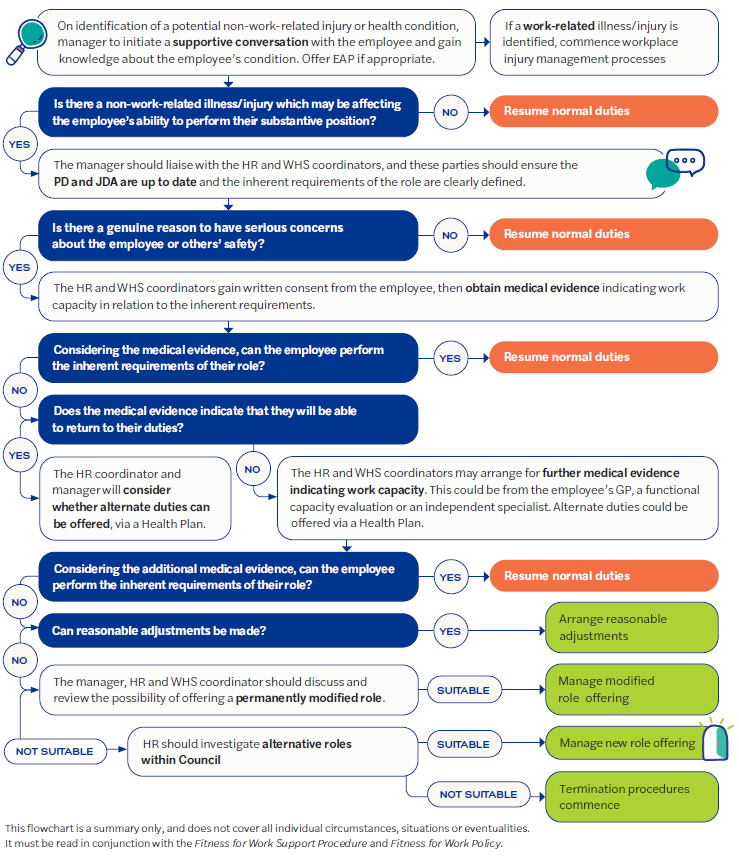 On identification of a potential non-work-related injury or health condition,
manager to initiate a supportive conversation with the employee and gain
knowledge about the employee's condition. Offer EAP if appropriate.
If a work-related illness/injury is
identified, commence workplace
injury management processes
Is there a non-work-related illness/injury which may be affecting
the employee's ability to perform their substantive position?
NO
Resume normal duties
YES
The manager should liaise with the HR and WHS coordinators, and these parties should ensure the
PD and JDA are up to date and the inherent requirements of the role are clearly defined.
Is there a genuine reason to have serious concerns
about the employee or others' safety?
NO
Resume normal duties
YES
The HR and WHS coordinators gain written consent from the employee, then obtain medical evidence indicating work
capacity in relation to the inherent requirements.
Considering the medical evidence, can the employee perform
the inherent requirements of their role?
YES
Resume normal duties
NO
Does the medical evidence indicate that they will be able
to return to their duties?
YES
The HR coordinator and
manager will consider
whether alternate duties can
be offered, via a Health Plan.
NO
The HR and WHS coordinators may arrange for further medical evidence
indicating work capacity. This could be from the employee's GP, a functional
capacity evaluation or an independent specialist. Alternate duties could be
offered via a Health Plan.
Considering the additional medical evidence, can the employee
perform the inherent requirements of their role?
YES
Resume normal duties
NO
Can reasonable adjustments be made?
YES
Arrange reasonable
adjustments
NO
The manager, HR and WHS coordinator should discuss and
review the possibility of offering a permanently modified role.
SUITABLE
Manage modified
role offering
NOT SUITABLE
HR should investigate alternative roles
within Council
SUITABLE
Manage new role offering
NOT SUITABLE
Termination procedures
commence
This flowchart is a summary only, and does not cover all individual circumstances, situations or eventualities.
It must be read in conjunction with the Fitness for Work Support Procedure and Fitness for Work Policy.